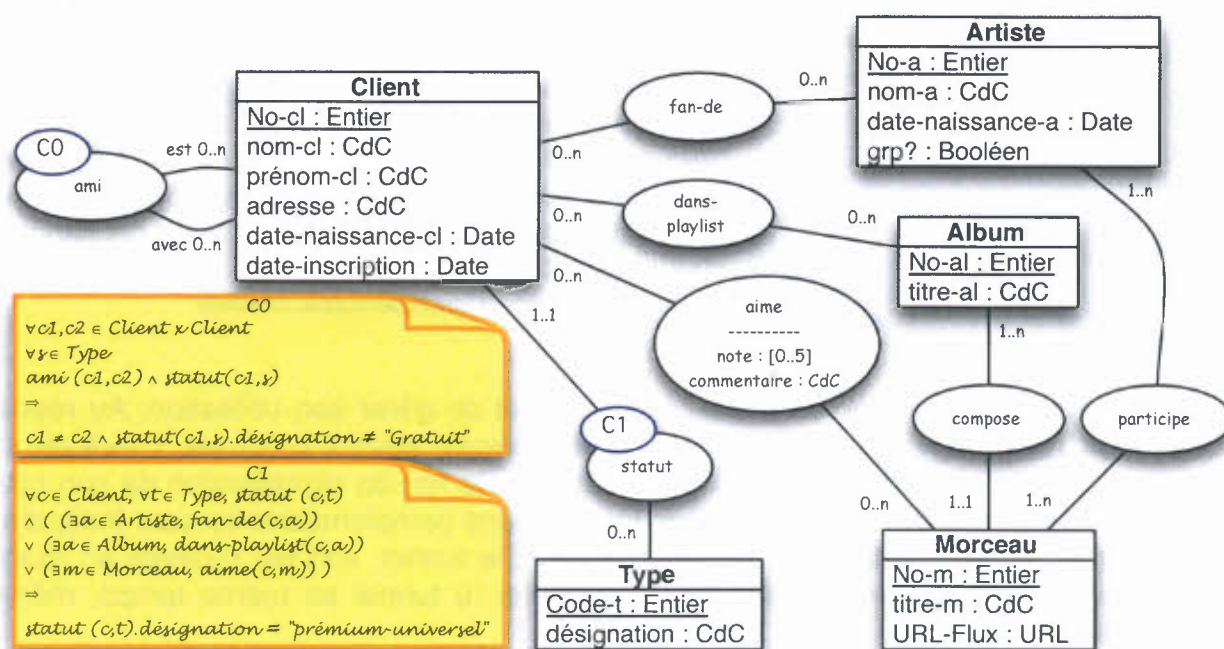 Artiste
No-a : Entier
nom-a : CdC
date-naissance-a : Date
grp? : Booléen
Client
No-cl : Entier
nom-cl : CdC
prénom-cl : CdC
adresse : CdC
date-naissance-cl : Date
date-inscription : Date
fan-de
0..n
0..n
C0
ami
est 0..n
avec 0..n
dans-
playlist
0..n
0..n
Album
No-al : Entier
titre-al : CdC
1..n
0..n
aime
----------
note : [0..5]
commentaire : CdC
1..1
1..n
C0
∀c1,c2 ∈ Client x Client
∀s ∈ Type
ami (c1,c2) ∧ statut(c1,s)
⇒
c1 ≠ c2 ∧ statut(c1,s).désignation ≠ "Gratuit"
C1
statut
compose
participe
C1
∀c ∈ Client, ∀t ∈ Type, statut (c,t)
∧ ( (∃a ∈ Artiste, fan-de(c,a))
∨ (∃a ∈ Album, dans-playlist(c,a))
∨ (∃m ∈ Morceau, aime(c,m)) )
⇒
statut (c,t).désignation = "prémium-universel"
0..n
0..n
1..1
1..n
Type
Code-t : Entier
désignation : CdC
Morceau
No-m : Entier
titre-m : CdC
URL-Flux : URL